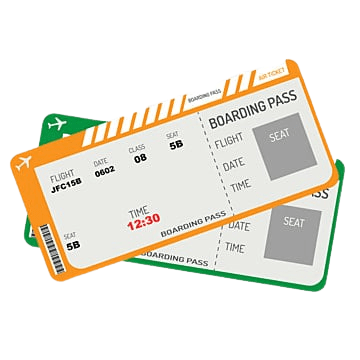 BOARDING PASS AIR TICKET
FLIGHT DATE CLASS SEAT
JFC15B 0602 0B 5B
TIME
12:30
SEAT
5B
BOARDING PASS
BOARDING PASS
FLIGHT
DATE
TIME
SEAT
BOARDING PASS
DATE
TIME
SEAT